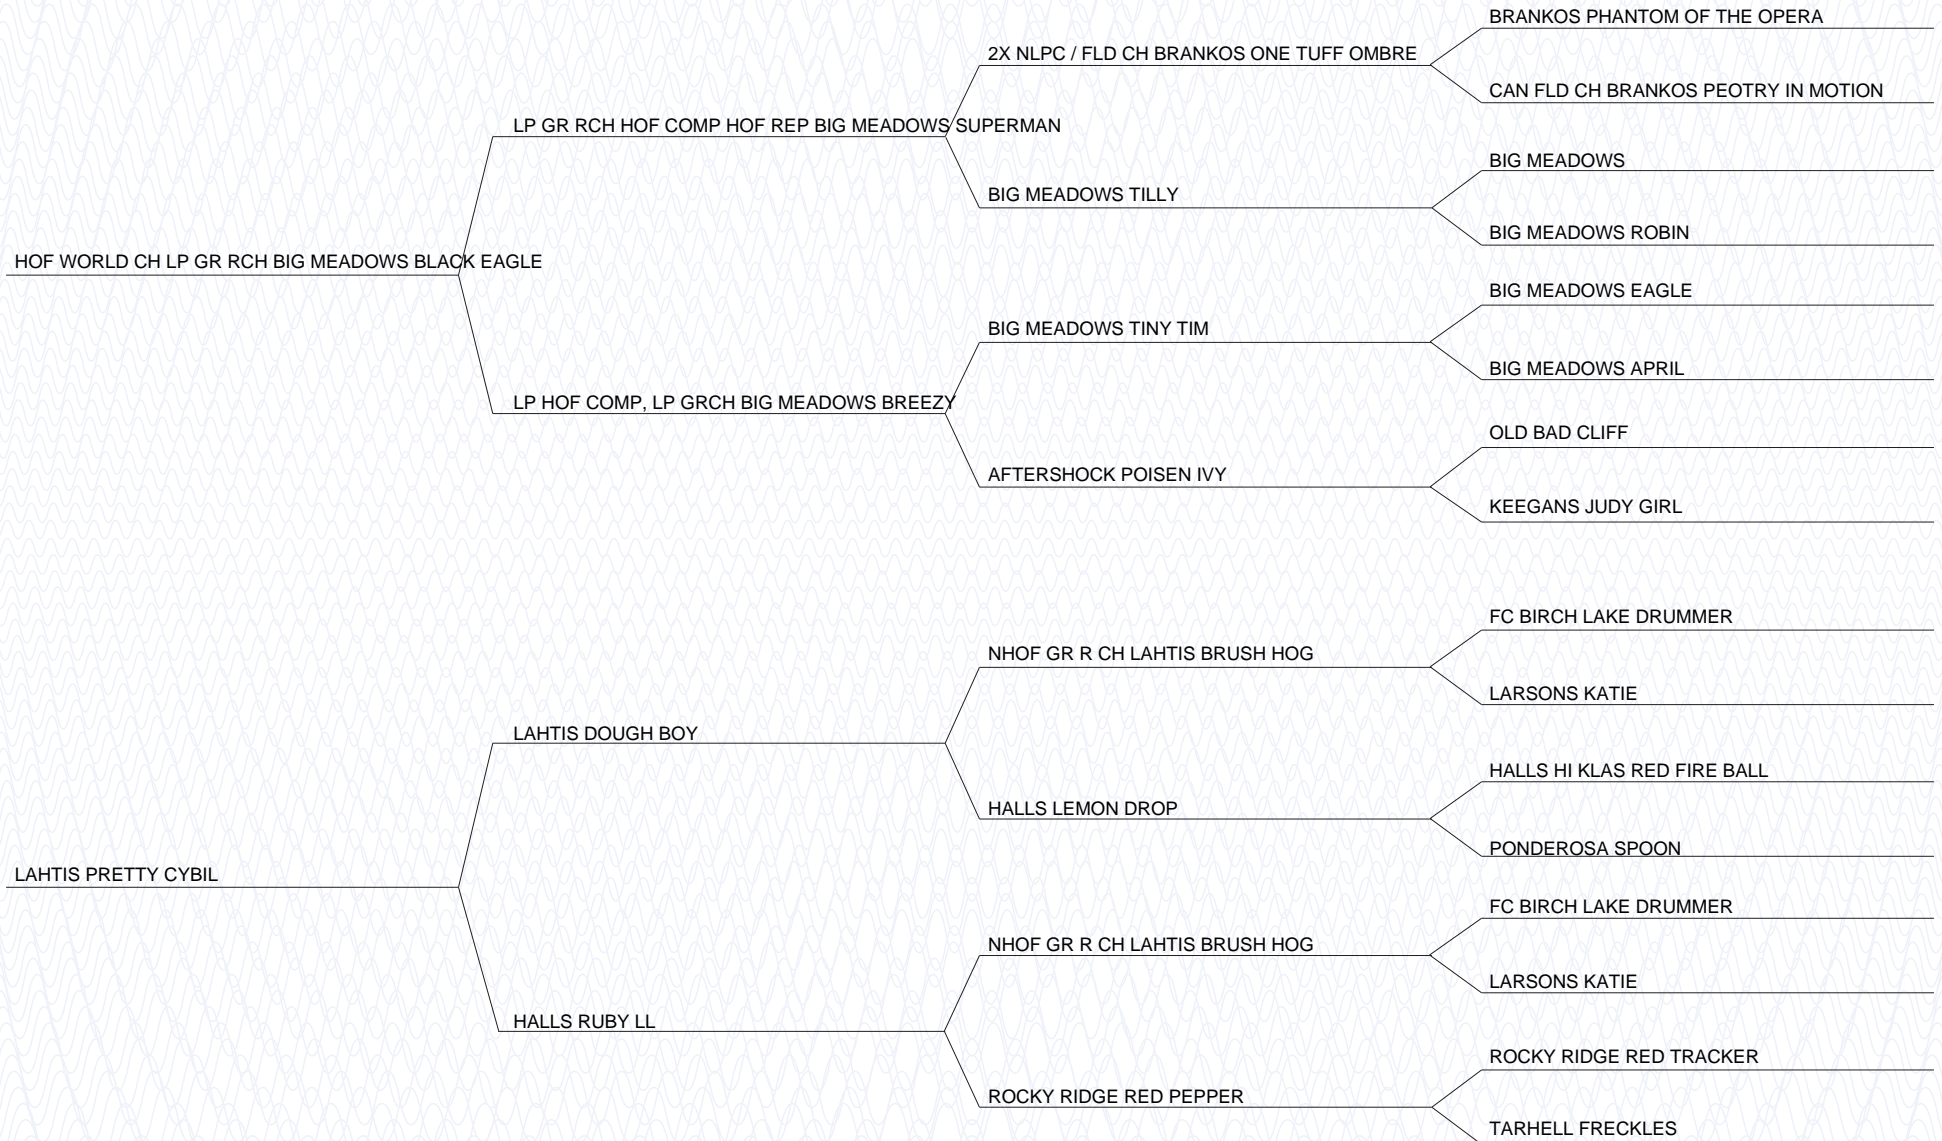 BRANKOS PHANTOM OF THE OPERA
2X NLPC / FLD CH BRANKOS ONE TUFF OMBRE
CAN FLD CH BRANKOS PEOTRY IN MOTION
LP GR RCH HOF COMP HOF REP BIG MEADOWS SUPERMAN
BIG MEADOWS
BIG MEADOWS TILLY
BIG MEADOWS ROBIN
HOF WORLD CH LP GR RCH BIG MEADOWS BLACK EAGLE
BIG MEADOWS EAGLE
BIG MEADOWS TINY TIM
BIG MEADOWS APRIL
LP HOF COMP, LP GRCH BIG MEADOWS BREEZY
OLD BAD CLIFF
AFTERSHOCK POISEN IVY
KEEGANS JUDY GIRL
FC BIRCH LAKE DRUMMER
NHOF GR R CH LAHTIS BRUSH HOG
LARSONS KATIE
LAHTIS DOUGH BOY
HALLS HI KLAS RED FIRE BALL
HALLS LEMON DROP
PONDEROSA SPOON
LAHTIS PRETTY CYBIL
FC BIRCH LAKE DRUMMER
NHOF GR R CH LAHTIS BRUSH HOG
LARSONS KATIE
HALLS RUBY LL
ROCKY RIDGE RED TRACKER
ROCKY RIDGE RED PEPPER
TARHELL FRECKLES